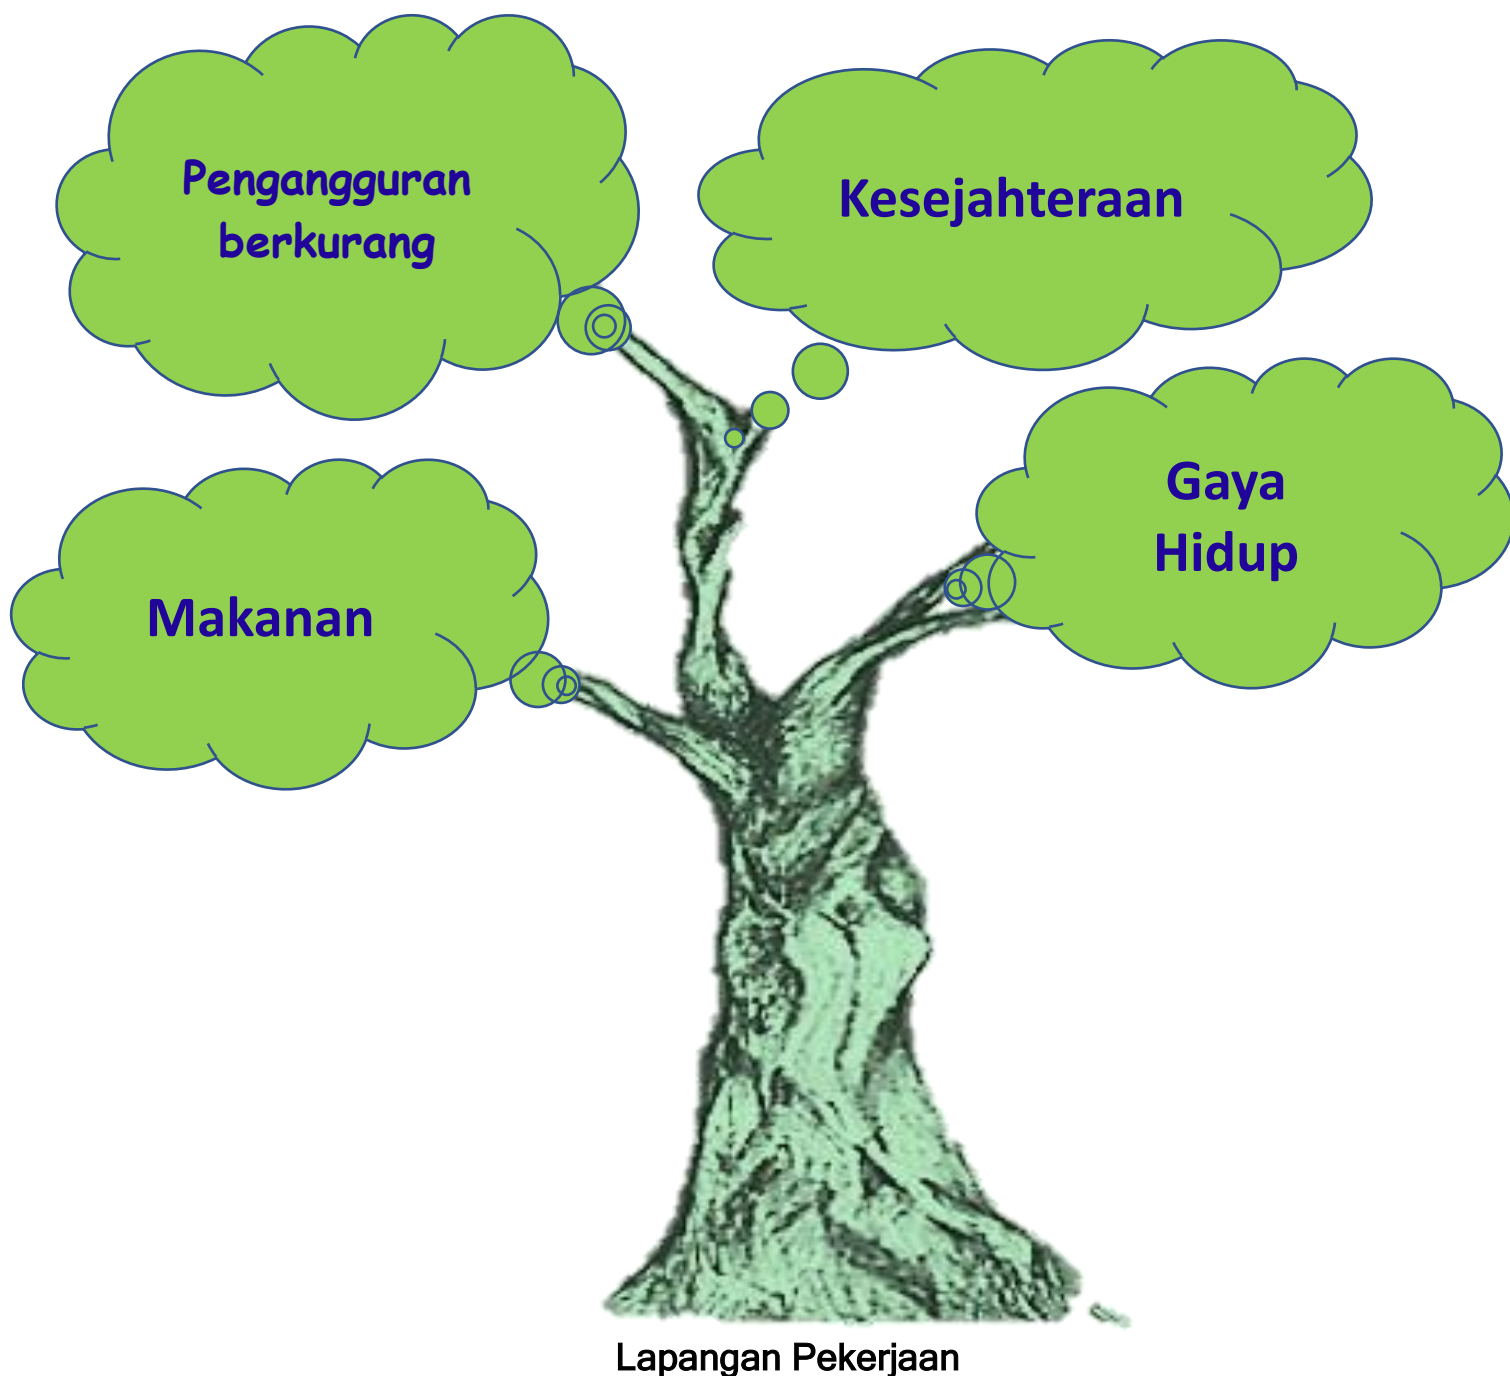 Pengangguran
berkurang
Kesejahteraan
Gaya
Hidup
Makanan
Lapangan Pekerjaan